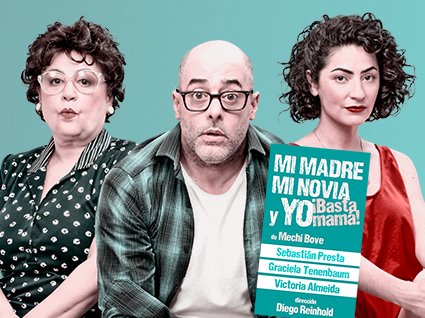 MI MADRE
MI NOVIA
y YO ¡Basta
mamá!
de Mechi Bove
Sebastián Presta
Graciela Tenenbaum
Victoria Almeida
dirección
Diego Reinhold